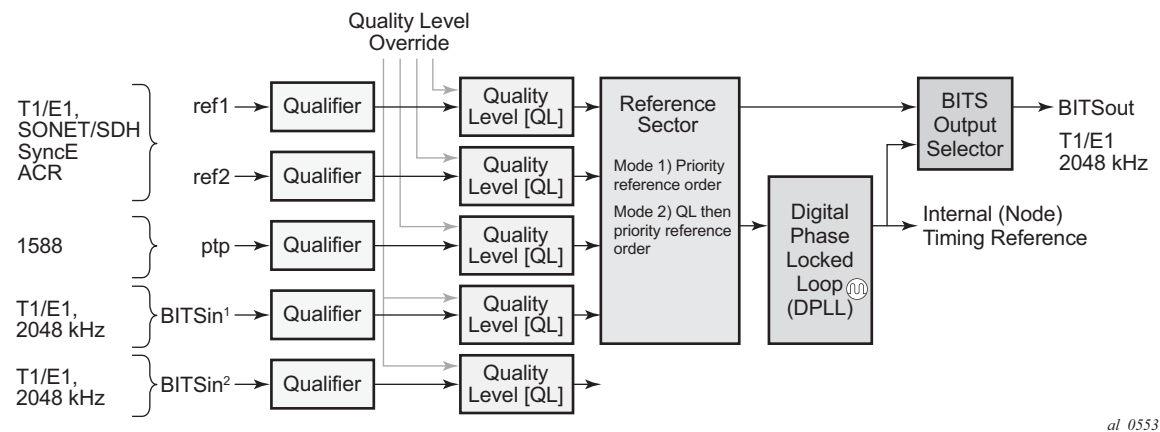 Quality Level
Override
T1/E1,
SONET/SDH
SyncE
ACR
ref1
Qualifier
Quality
Level [QL]
ref2
Qualifier
Quality
Level [QL]
1588
ptp
Qualifier
Quality
Level [QL]
T1/E1,
2048 kHz
BITSin¹
Qualifier
Quality
Level [QL]
T1/E1,
2048 kHz
BITSin²
Qualifier
Quality
Level [QL]
Reference
Sector
Mode 1) Priority
reference order
Mode 2) QL then
priority reference
order
Digital
Phase
Locked
Loop
(DPLL)
BITS
Output
Selector
BITSout
T1/E1
2048 kHz
Internal (Node)
Timing Reference
al_0553